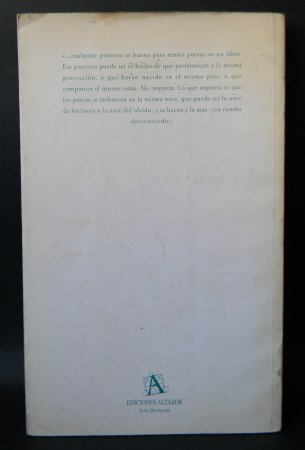 «...cualquier pretexto es bueno para reunir poetas en un libro.
Ese pretexto puede ser el hecho de que pertenezcan a la misma
generación, o que hayan nacido en el mismo país, o que
compartan el mismo tema. No importa. Lo que importa es que
los poetas se embarcan en la misma nave, que puede ser la nave
de los locos o la nave del olvido, y se hacen a la mar, con rumbo
desconocido».
A
EDICIONES ALTAZOR
Serie Divergente